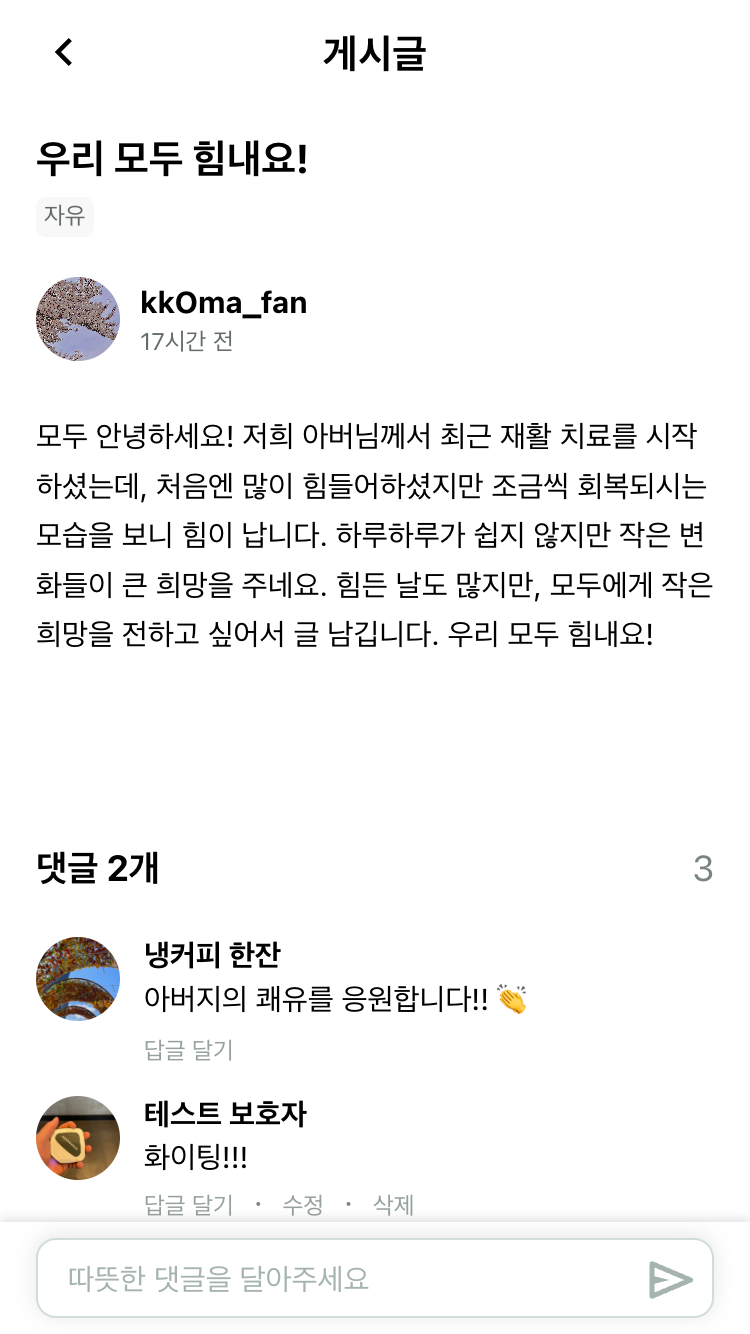 게시글
우리 모두 힘내요!
자유
kkOma_fan
17시간 전
모두 안녕하세요! 저희 아버님께서 최근 재활 치료를 시작
하셨는데, 처음엔 많이 힘들어하셨지만 조금씩 회복되시는
모습을 보니 힘이 납니다. 하루하루가 쉽지 않지만 작은 변
화들이 큰 희망을 주네요. 힘든 날도 많지만, 모두에게 작은
희망을 전하고 싶어서 글 남깁니다. 우리 모두 힘내요!
댓글 2개 3
냉커피 한잔
아버지의 쾌유를 응원합니다!! 👏
답글 달기
테스트 보호자
화이팅!!!
답글 달기 · 수정 · 삭제
따뜻한 댓글을 달아주세요